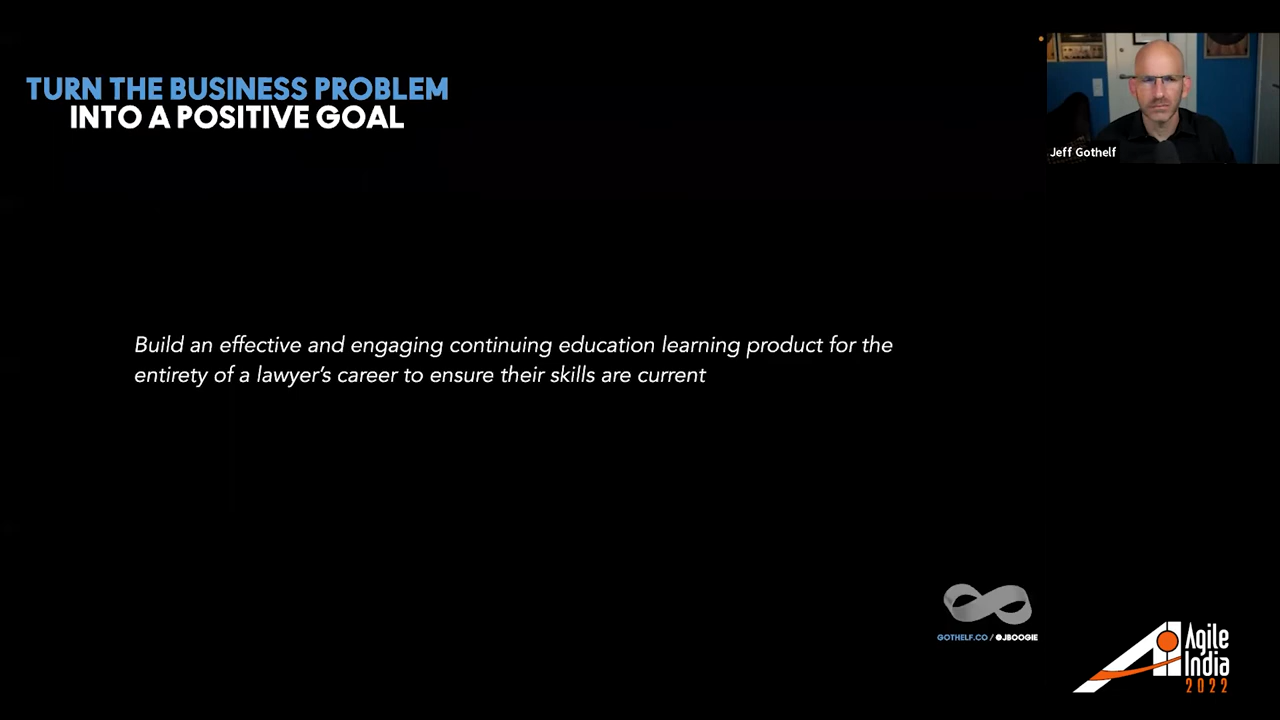 TURN THE BUSINESS PROBLEM
INTO A POSITIVE GOAL
Jeff Gothelf
Build an effective and engaging continuing education learning product for the
entirety of a lawyer's career to ensure their skills are current
GOTHELF.CO / @JBOOGIE
Agile
India
2022